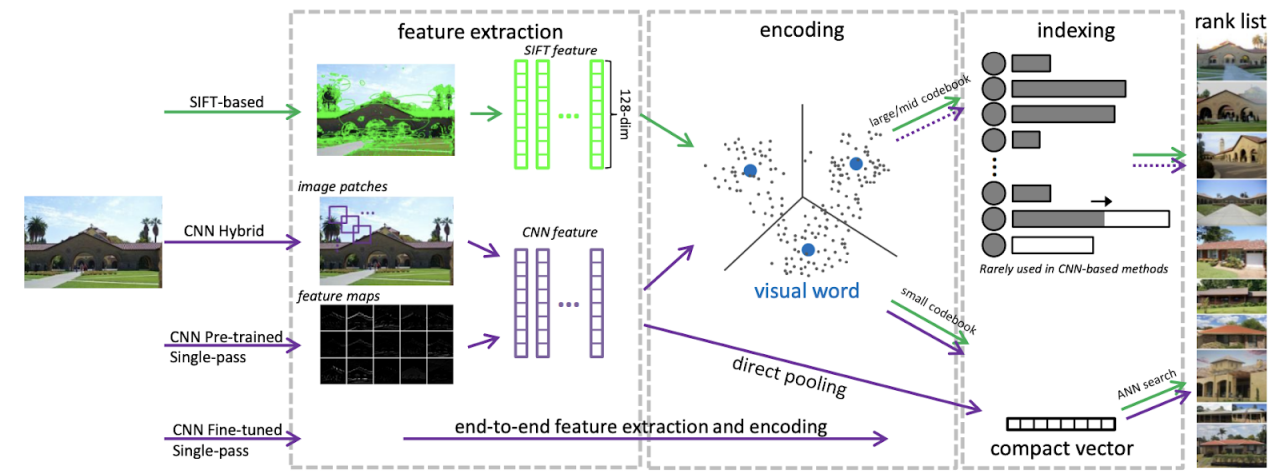 feature extraction
encoding
indexing
rank list
SIFT feature
SIFT-based
128-dim
large/mid codebook
image patches
CNN Hybrid
CNN feature
Rarely used in CNN-based methods
visual word
feature maps
small codebook
CNN Pre-trained
Single-pass
direct pooling
ANN search
CNN Fine-tuned
Single-pass
end-to-end feature extraction and encoding
compact vector